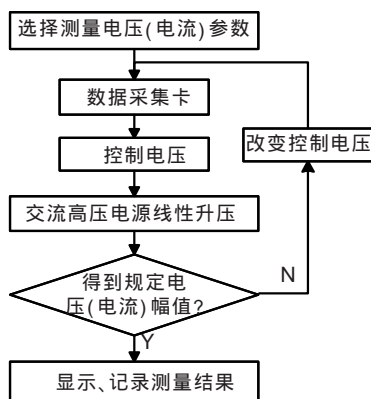 选择测量电压(电流)参数
数据采集卡
控制电压
改变控制电压
交流高压电源线性升压
得到规定电
压(电流)幅值?
N
Y
显示、记录测量结果